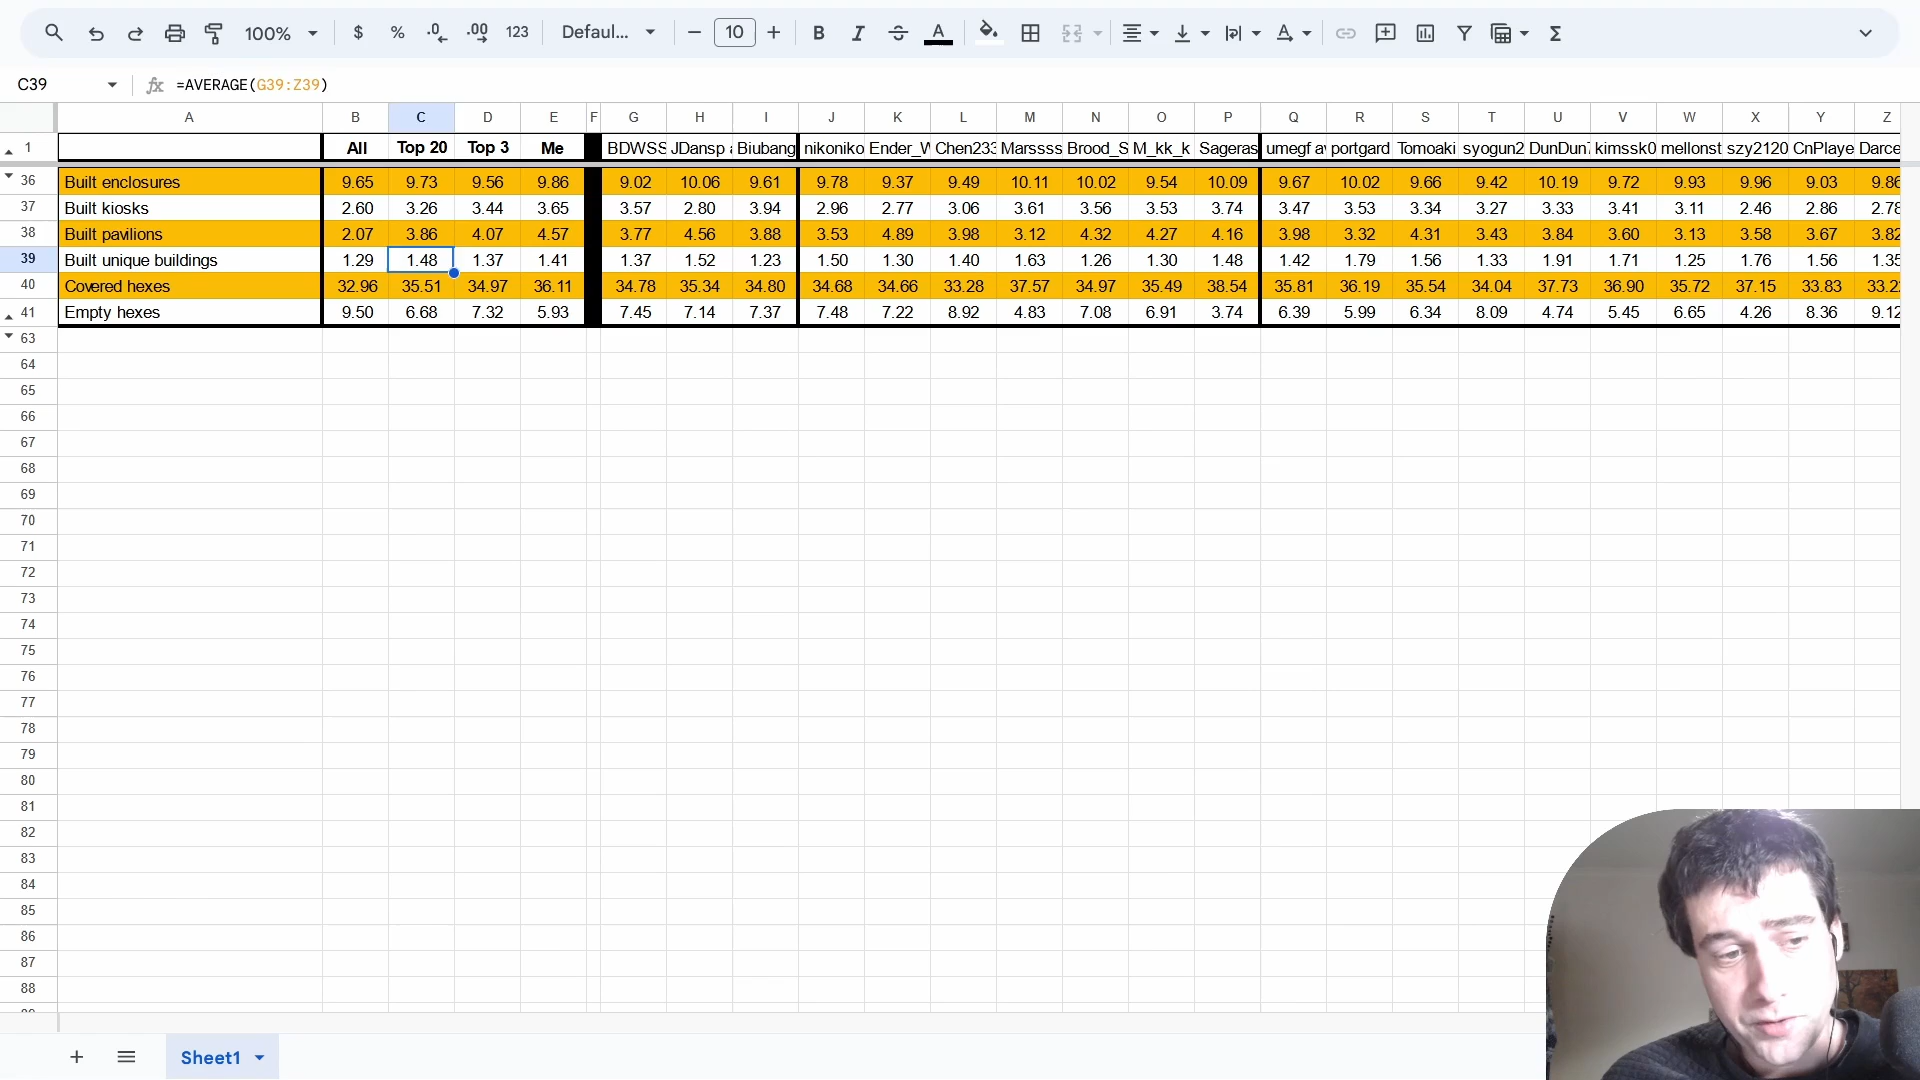 100% $ % .0 .00 123 Defaul... 10 B I A
C39 =AVERAGE(G39:Z39)
A B C D E F G H I J K L M N O P Q R S T U V W X Y Z
1 All Top 20 Top 3 Me BDWSS JDansp Biubang nikoniko Ender_W Chen233 Marssss Brood_S M_kk_k Sageras umegf av portgard Tomoaki syogun2 DunDun7 kimssk0 mellonst szy2120 CnPlaye Darce
36 Built enclosures 9.65 9.73 9.56 9.86 9.02 10.06 9.61 9.78 9.37 9.49 10.11 10.02 9.54 10.09 9.67 10.02 9.66 9.42 10.19 9.72 9.93 9.96 9.03 9.86
37 Built kiosks 2.60 3.26 3.44 3.65 3.57 2.80 3.94 2.96 2.77 3.06 3.61 3.56 3.53 3.74 3.47 3.53 3.34 3.27 3.33 3.41 3.11 2.46 2.86 2.78
38 Built pavilions 2.07 3.86 4.07 4.57 3.77 4.56 3.88 3.53 4.89 3.98 3.12 4.32 4.27 4.16 3.98 3.32 4.31 3.43 3.84 3.60 3.13 3.58 3.67 3.82
39 Built unique buildings 1.29 1.48 1.37 1.41 1.37 1.52 1.23 1.50 1.30 1.40 1.63 1.26 1.30 1.48 1.42 1.79 1.56 1.33 1.91 1.71 1.25 1.76 1.56 1.35
40 Covered hexes 32.96 35.51 34.97 36.11 34.78 35.34 34.80 34.68 34.66 33.28 37.57 34.97 35.49 38.54 35.81 36.19 35.54 34.04 37.73 36.90 35.72 37.15 33.83 33.2
41 Empty hexes 9.50 6.68 7.32 5.93 7.45 7.14 7.37 7.48 7.22 8.92 4.83 7.08 6.91 3.74 6.39 5.99 6.34 8.09 4.74 5.45 6.65 4.26 8.36 9.12
63
64
65
66
67
68
69
70
71
72
73
74
75
76
77
78
79
80
81
82
83
84
85
86
87
88
Sheet1